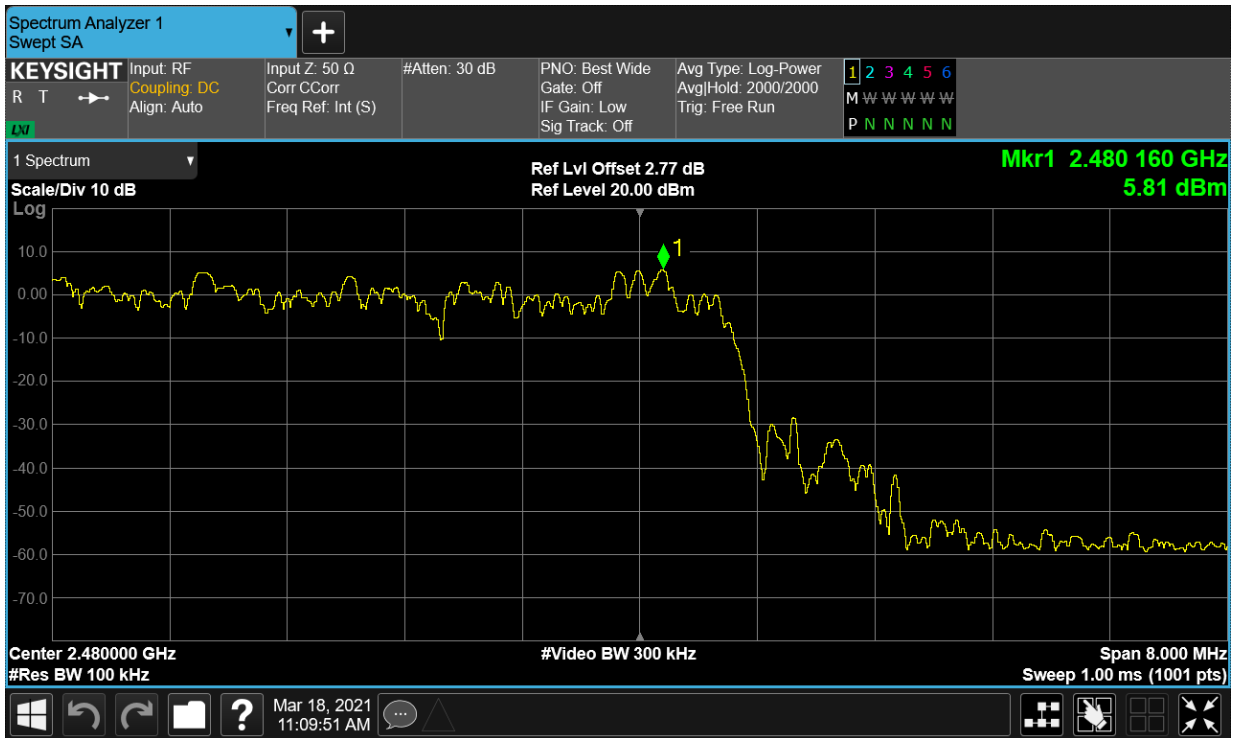 Spectrum Analyzer 1
Swept SA
+
KEYSIGHT
R T
LXI
Input: RF
Coupling: DC
Align: Auto
Input Z: 50 Ω
Corr CCorr
Freq Ref: Int (S)
#Atten: 30 dB
PNO: Best Wide
Gate: Off
IF Gain: Low
Sig Track: Off
Avg Type: Log-Power
Avg|Hold: 2000/2000
Trig: Free Run
1 2 3 4 5 6
M W W W W W
P N N N N N
1 Spectrum
Scale/Div 10 dB
Log
Ref Lvl Offset 2.77 dB
Ref Level 20.00 dBm
Mkr1 2.480 160 GHz
5.81 dBm
1
10.0
0.00
-10.0
-20.0
-30.0
-40.0
-50.0
-60.0
-70.0
Center 2.480000 GHz
#Res BW 100 kHz
#Video BW 300 kHz
Span 8.000 MHz
Sweep 1.00 ms (1001 pts)
?
Mar 18, 2021
11:09:51 AM